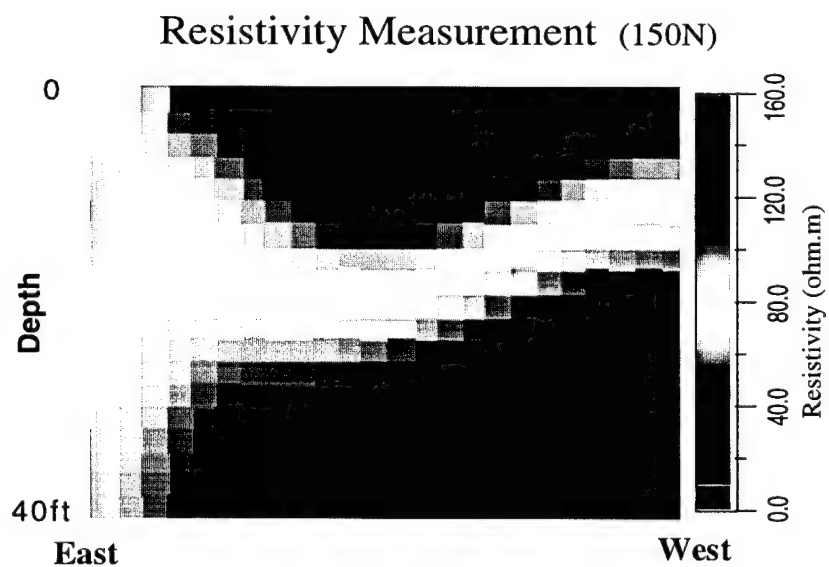 Resistivity Measurement (150N)
0
Depth
40ft
East
West
160.0
120.0
80.0
40.0
0.0
Resistivity (ohm.m)